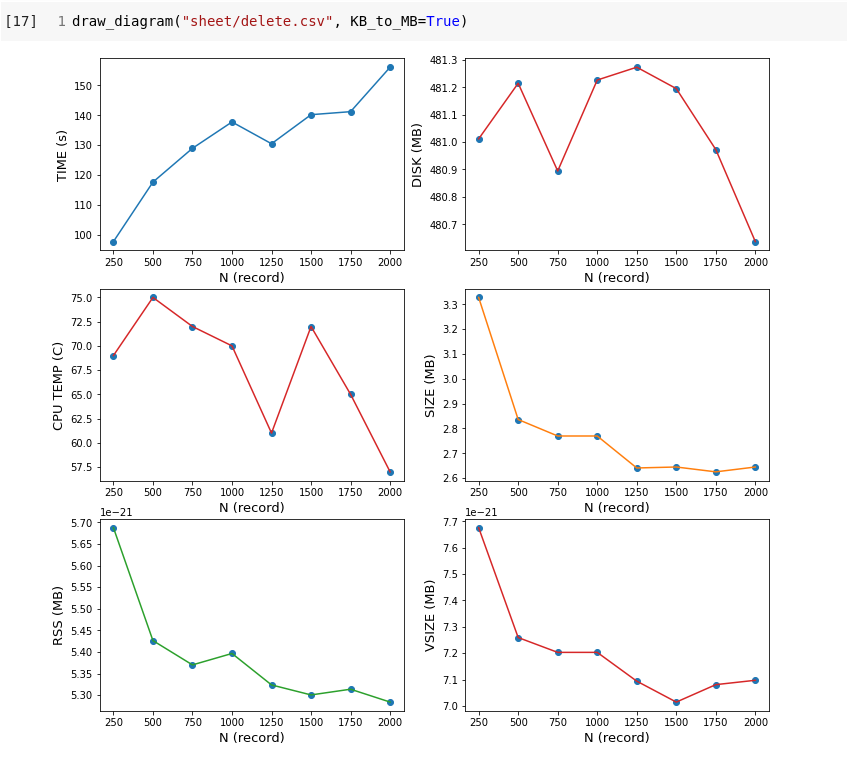 [17] 1 draw_diagram("sheet/delete.csv", KB_to_MB=True)
150
140
130
120
110
100
TIME (s)
250 500 750 1000 1250 1500 1750 2000
N (record)
481.3
481.2
481.1
481.0
480.9
480.8
480.7
DISK (MB)
250 500 750 1000 1250 1500 1750 2000
N (record)
75.0
72.5
70.0
67.5
65.0
62.5
60.0
57.5
CPU TEMP (C)
250 500 750 1000 1250 1500 1750 2000
N (record)
3.3
3.2
3.1
3.0
2.9
2.8
2.7
2.6
SIZE (MB)
250 500 750 1000 1250 1500 1750 2000
N (record)
1e−21
5.70
5.65
5.60
5.55
5.50
5.45
5.40
5.35
5.30
RSS (MB)
250 500 750 1000 1250 1500 1750 2000
N (record)
1e−21
7.7
7.6
7.5
7.4
7.3
7.2
7.1
7.0
VSIZE (MB)
250 500 750 1000 1250 1500 1750 2000
N (record)